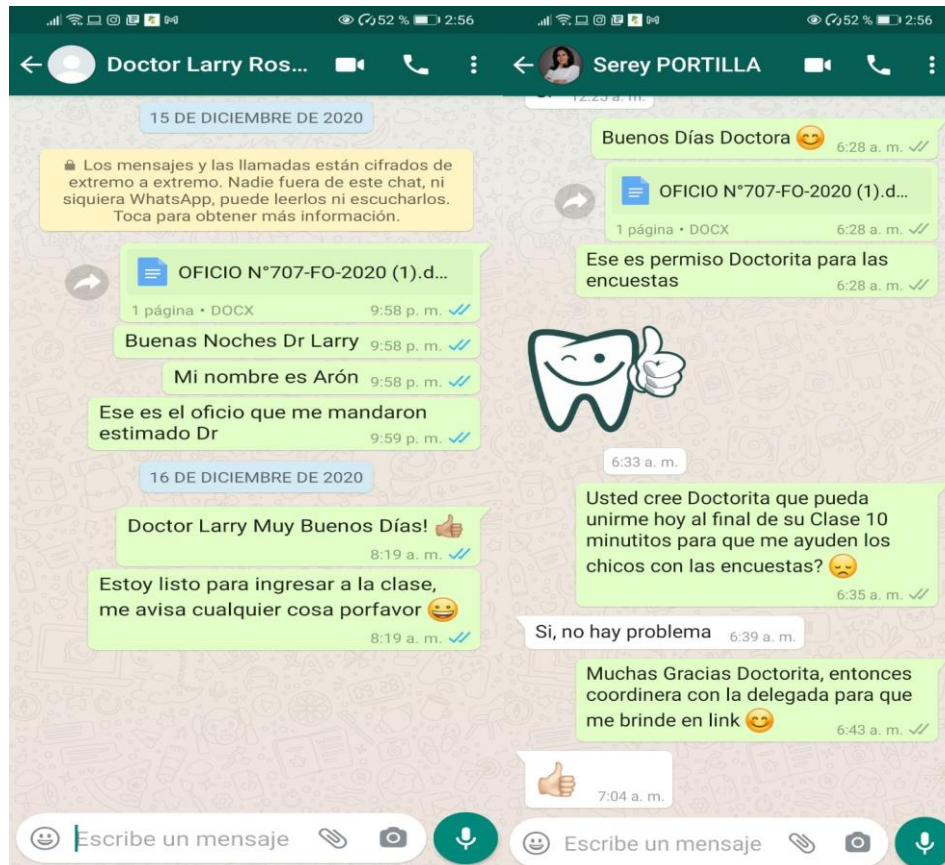 52 % 2:56
Doctor Larry Ros...
15 DE DICIEMBRE DE 2020
Los mensajes y las llamadas están cifrados de
extremo a extremo. Nadie fuera de este chat, ni
siquiera WhatsApp, puede leerlos ni escucharlos.
Toca para obtener más información.
OFICIO N°707-FO-2020 (1).d...
1 página • DOCX 9:58 p. m.
Buenas Noches Dr Larry 9:58 p. m.
Mi nombre es Arón 9:58 p. m.
Ese es el oficio que me mandaron
estimado Dr 9:59 p. m.
16 DE DICIEMBRE DE 2020
Doctor Larry Muy Buenos Días! 👍
8:19 a. m.
Estoy listo para ingresar a la clase,
me avisa cualquier cosa porfavor 😀
8:19 a. m.
Escribe un mensaje
52 % 2:56
Serey PORTILLA
12:25 a. m.
Buenos Días Doctora 😊 6:28 a. m.
OFICIO N°707-FO-2020 (1).d...
1 página • DOCX 6:28 a. m.
Ese es permiso Doctorita para las
encuestas 6:28 a. m.
6:33 a. m.
Usted cree Doctorita que pueda
unirme hoy al final de su Clase 10
minutitos para que me ayuden los
chicos con las encuestas? 😞
6:35 a. m.
Si, no hay problema 6:39 a. m.
Muchas Gracias Doctorita, entonces
coordinera con la delegada para que
me brinde en link 😊 6:43 a. m.
👍 7:04 a. m.
Escribe un mensaje